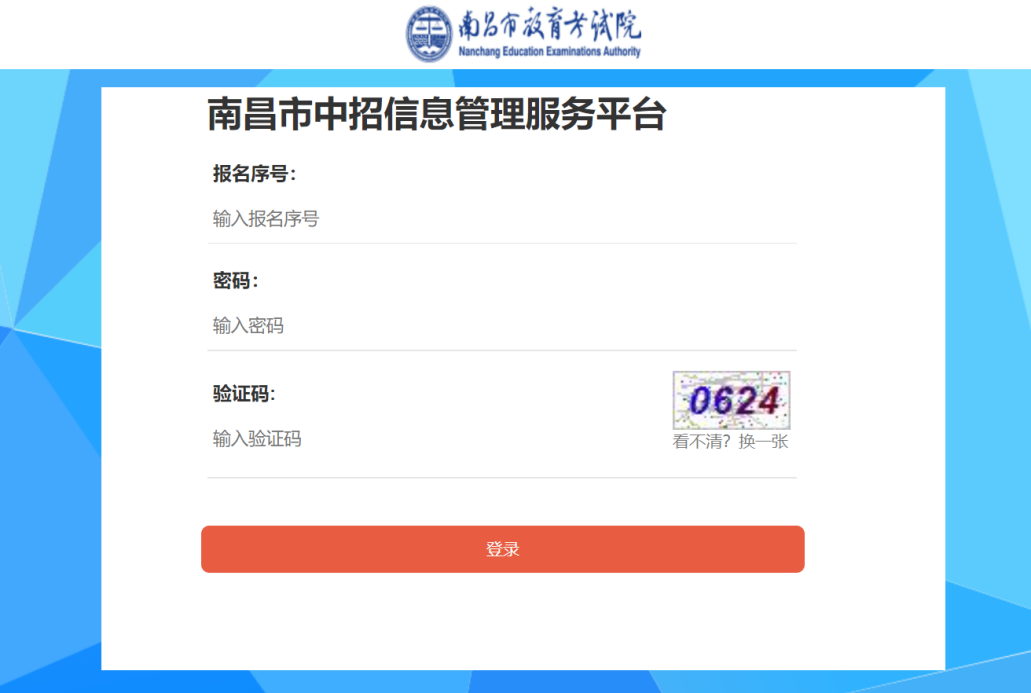 南昌市教育考试院
Nanchang Education Examinations Authority
南昌市中招信息管理服务平台
报名序号：
输入报名序号
密码：
输入密码
验证码：
0624
输入验证码
看不清？换一张
登录